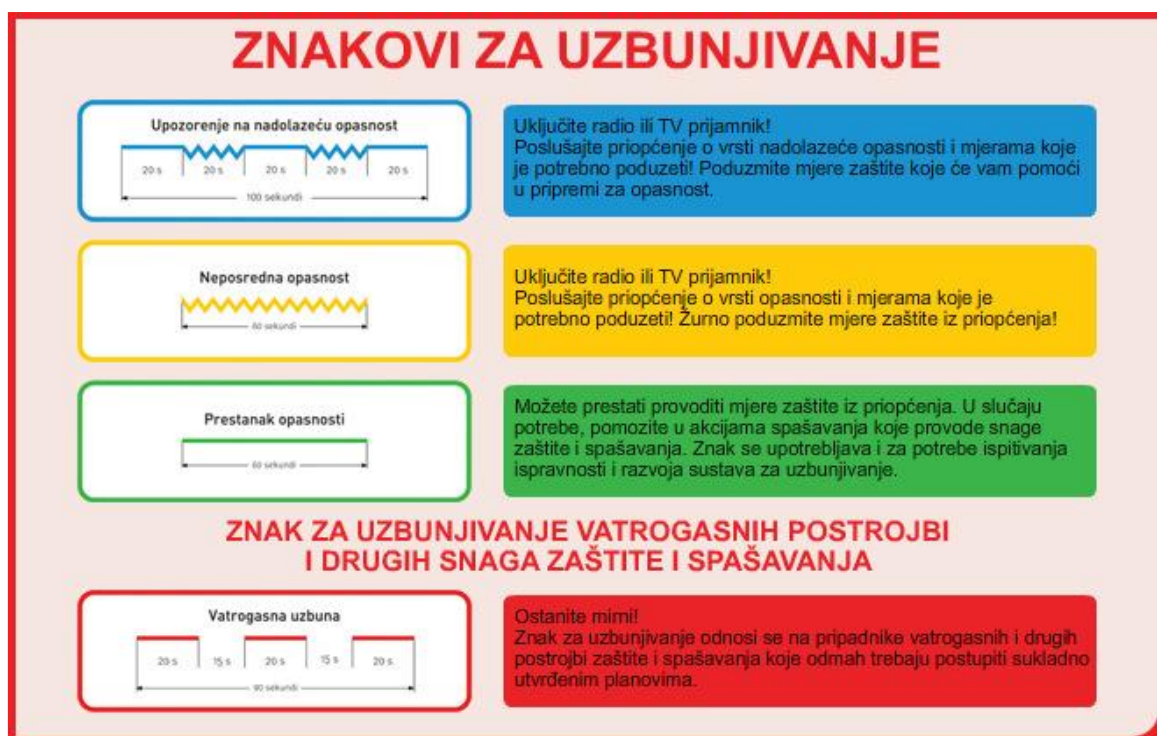 ZNAKOVI ZA UZBUNJIVANJE
Upozorenje na nadolazeću opasnost
20 s 20 s 20 s 20 s 20 s
100 sekundi
Uključite radio ili TV prijamnik!
Poslušajte priopćenje o vrsti nadolazeće opasnosti i mjerama koje
je potrebno poduzeti! Poduzmite mjere zaštite koje će vam pomoći
u pripremi za opasnost.
Neposredna opasnost
60 sekundi
Uključite radio ili TV prijamnik!
Poslušajte priopćenje o vrsti opasnosti i mjerama koje je
potrebno poduzeti! Žurno poduzmite mjere zaštite iz priopćenja!
Prestanak opasnosti
60 sekundi
Možete prestati provoditi mjere zaštite iz priopćenja. U slučaju
potrebe, pomozite u akcijama spašavanja koje provode snage
zaštite i spašavanja. Znak se upotrebljava i za potrebe ispitivanja
ispravnosti i razvoja sustava za uzbunjivanje.
ZNAK ZA UZBUNJIVANJE VATROGASNIH POSTROJBI
I DRUGIH SNAGA ZAŠTITE I SPAŠAVANJA
Vatrogasna uzbuna
20 s 15 s 20 s 15 s 20 s
90 sekundi
Ostanite mirni!
Znak za uzbunjivanje odnosi se na pripadnike vatrogasnih i drugih
postrojbi zaštite i spašavanja koje odmah trebaju postupiti sukladno
utvrđenim planovima.